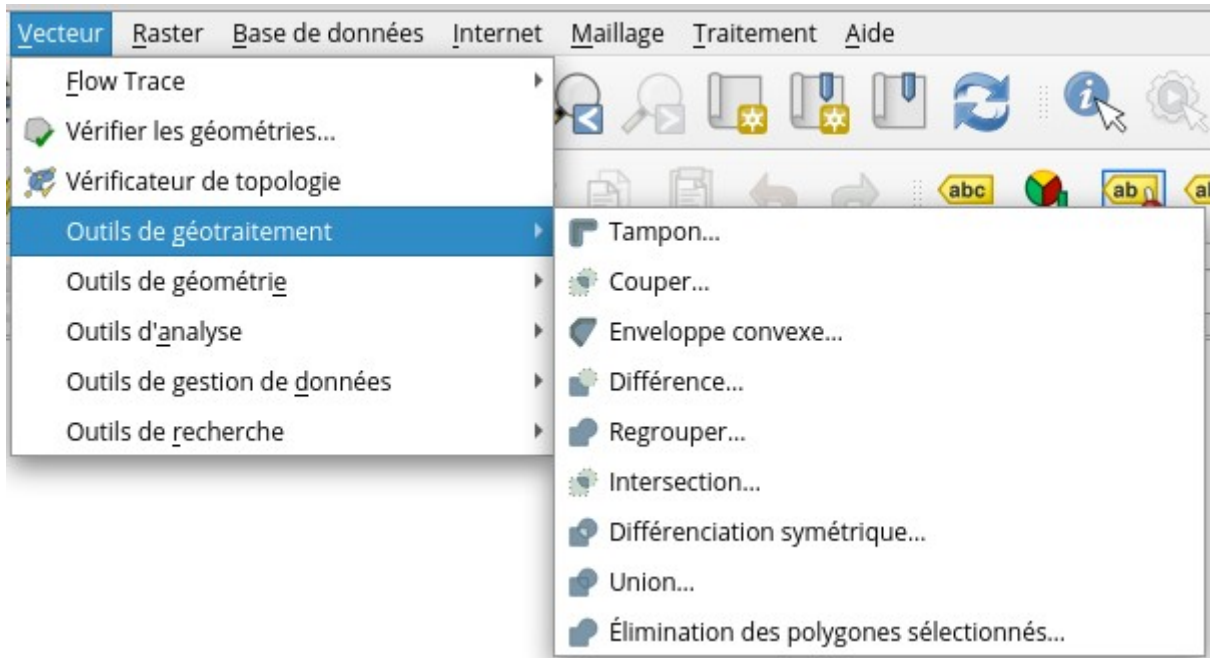 Vecteur Raster Base de données Internet Maillage Traitement Aide
Flow Trace
Vérifier les géométries...
Vérificateur de topologie
abc
ab
Outils de géotraitement
Outils de géométrie
Outils d'analyse
Outils de gestion de données
Outils de recherche
Tampon...
Couper...
Enveloppe convexe...
Différence...
Regrouper...
Intersection...
Différenciation symétrique...
Union...
Élimination des polygones sélectionnés...